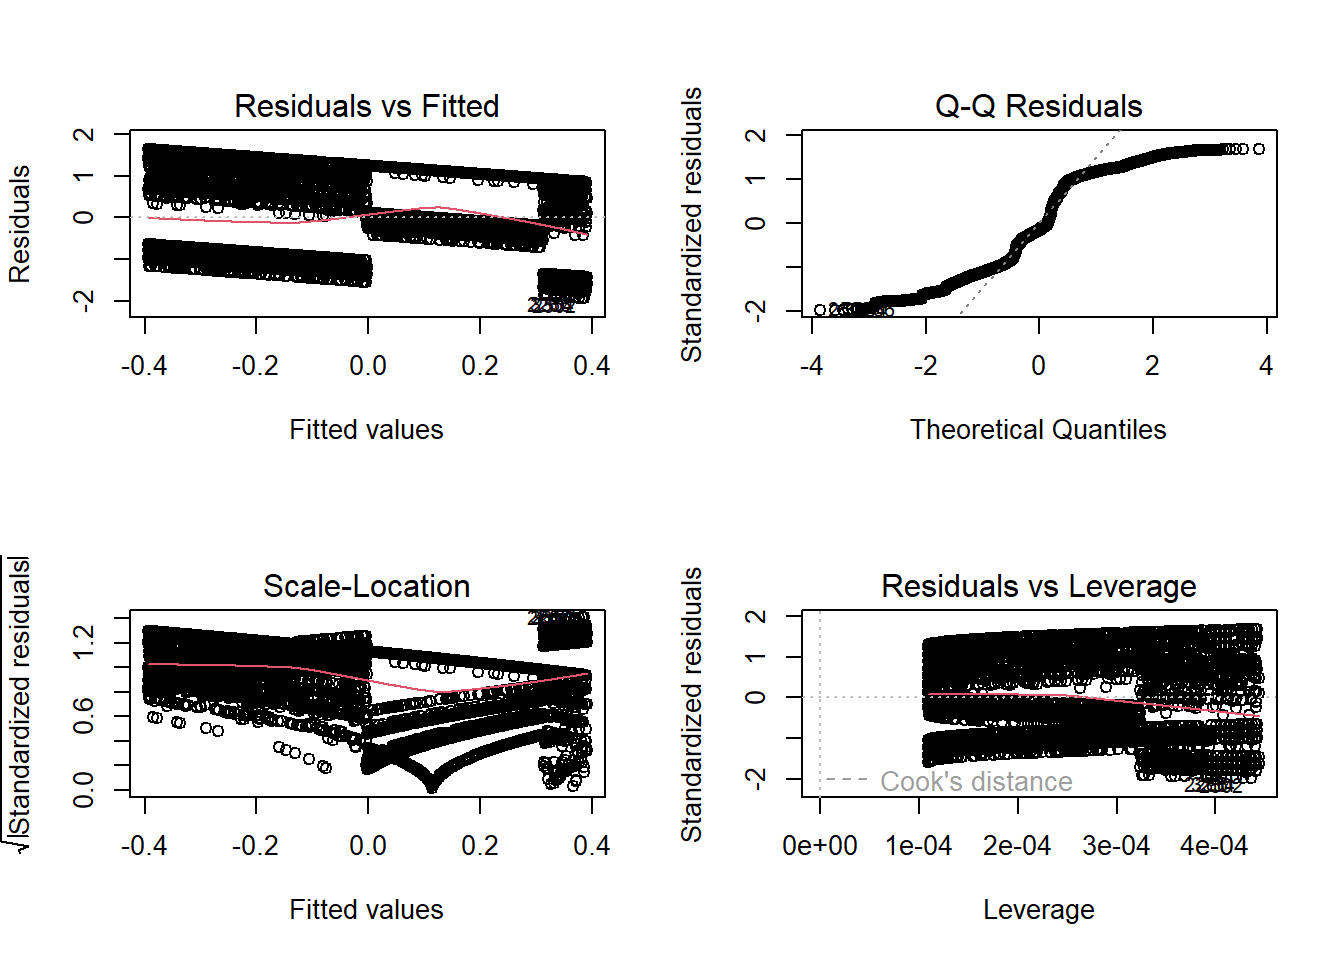 Residuals vs Fitted
Residuals
2
1
0
-2
-0.4
-0.2
0.0
0.2
0.4
Fitted values
Q-Q Residuals
Standardized residuals
2
1
0
-2
-4
-2
0
2
4
Theoretical Quantiles
Scale-Location
√|Standardized residuals|
1.2
0.6
0.0
-0.4
-0.2
0.0
0.2
0.4
Fitted values
Residuals vs Leverage
Standardized residuals
2
1
0
-2
Cook's distance
0e+00
1e-04
2e-04
3e-04
4e-04
Leverage